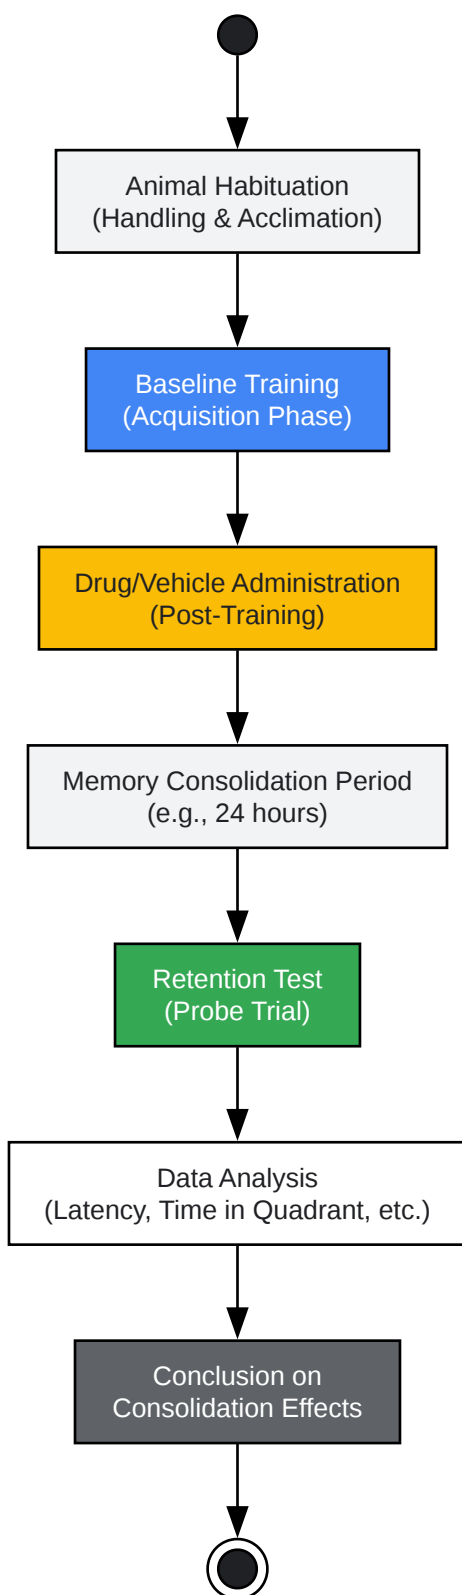 Animal Habituation
(Handling & Acclimation)
Baseline Training
(Acquisition Phase)
Drug/Vehicle Administration
(Post-Training)
Memory Consolidation Period
(e.g., 24 hours)
Retention Test
(Probe Trial)
Data Analysis
(Latency, Time in Quadrant, etc.)
Conclusion on
Consolidation Effects